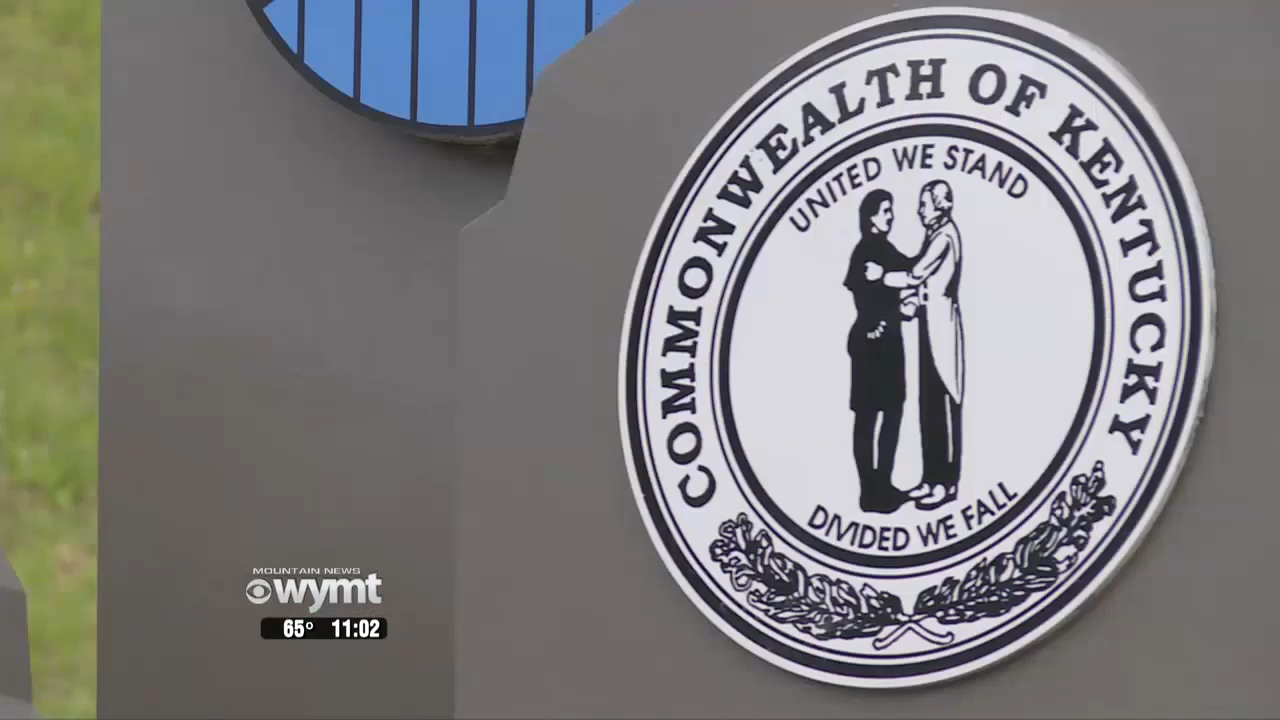 COMMONWEALTH OF KENTUCKY
UNITED WE STAND
DIVIDED WE FALL
MOUNTAIN NEWS
wymt
65° 11:02